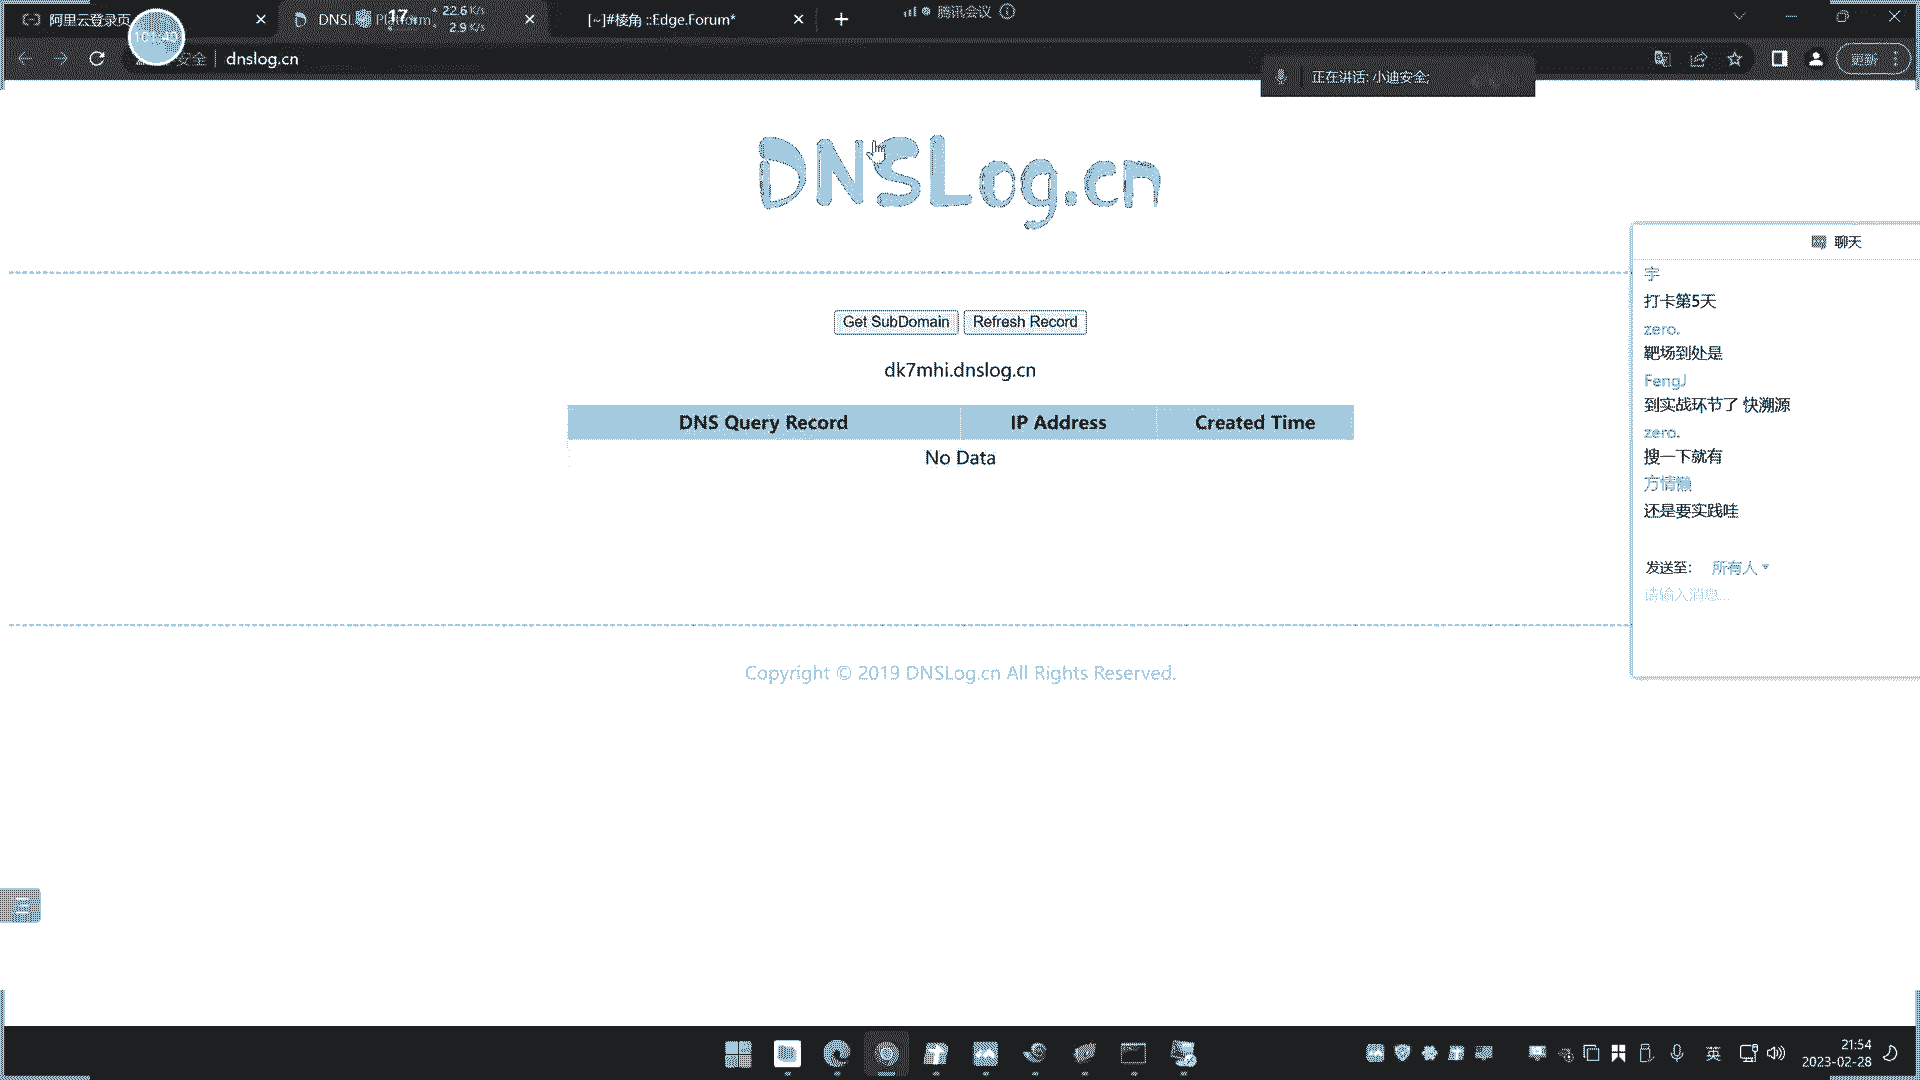 阿里云登录页
DNSL Platform
17
22.6 K/s
2.9 K/s
[~]#棱角 ::Edge.Forum*
腾讯会议
安全
dnslog.cn
更新
正在讲话: 小迪安全;
DNSLog.cn
Get SubDomain
Refresh Record
dk7mhi.dnslog.cn
DNS Query Record
IP Address
Created Time
No Data
Copyright © 2019 DNSLog.cn All Rights Reserved.
聊天
宇
打卡第5天
zero.
靶场到处是
FengJ
到实战环节了 快溯源
zero.
搜一下就有
方情懒
还是要实践哇
发送至:
所有人
请输入消息...
英
21:54
2023-02-28